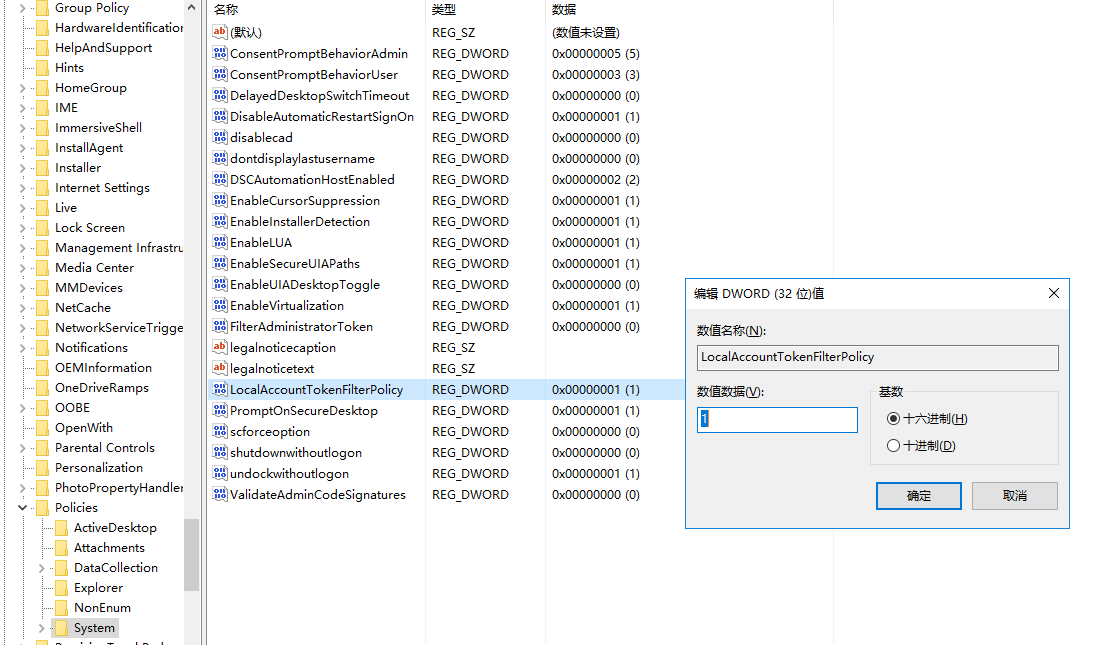 Group Policy
HardwareIdentification
HelpAndSupport
Hints
HomeGroup
IME
ImmersiveShell
InstallAgent
Installer
Internet Settings
Live
Lock Screen
Management Infrastru
Media Center
MMDevices
NetCache
NetworkServiceTrigge
Notifications
OEMInformation
OneDriveRamps
OOBE
OpenWith
Parental Controls
Personalization
PhotoPropertyHandler
Policies
ActiveDesktop
Attachments
DataCollection
Explorer
NonEnum
System
名称 类型 数据
ab (默认) REG_SZ (数值未设置)
ConsentPromptBehaviorAdmin REG_DWORD 0x00000005 (5)
ConsentPromptBehaviorUser REG_DWORD 0x00000003 (3)
DelayedDesktopSwitchTimeout REG_DWORD 0x00000000 (0)
DisableAutomaticRestartSignOn REG_DWORD 0x00000001 (1)
disablecad REG_DWORD 0x00000000 (0)
dontdisplaylastusername REG_DWORD 0x00000000 (0)
DSCAutomationHostEnabled REG_DWORD 0x00000002 (2)
EnableCursorSuppression REG_DWORD 0x00000001 (1)
EnableInstallerDetection REG_DWORD 0x00000001 (1)
EnableLUA REG_DWORD 0x00000001 (1)
EnableSecureUIAPaths REG_DWORD 0x00000001 (1)
EnableUIADesktopToggle REG_DWORD 0x00000000 (0)
EnableVirtualization REG_DWORD 0x00000001 (1)
FilterAdministratorToken REG_DWORD 0x00000000 (0)
ab legalnoticecaption REG_SZ
ab legalnoticetext REG_SZ
LocalAccountTokenFilterPolicy REG_DWORD 0x00000001 (1)
PromptOnSecureDesktop REG_DWORD 0x00000001 (1)
scforceoption REG_DWORD 0x00000000 (0)
shutdownwithoutlogon REG_DWORD 0x00000000 (0)
undockwithoutlogon REG_DWORD 0x00000001 (1)
ValidateAdminCodeSignatures REG_DWORD 0x00000000 (0)
编辑 DWORD (32 位)值
数值名称(N):
LocalAccountTokenFilterPolicy
数值数据(V):
1
基数
十六进制(H)
十进制(D)
确定 取消